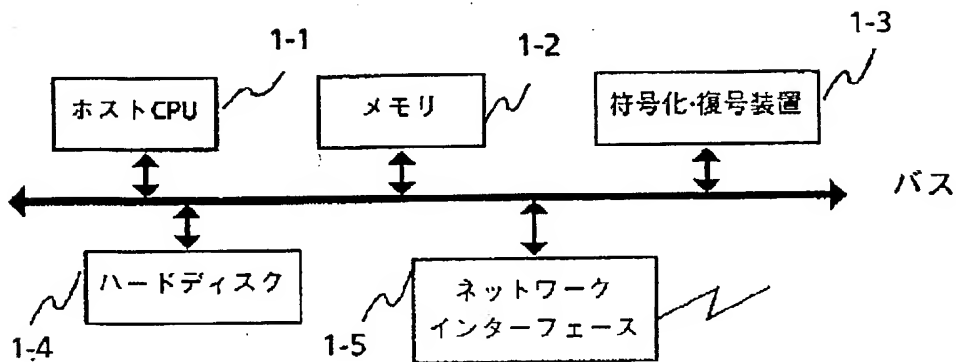 1-1
1-2
1-3
ホストCPU
メモリ
符号化・復号装置
バス
ハードディスク
ネットワーク
インターフェース
1-4
1-5